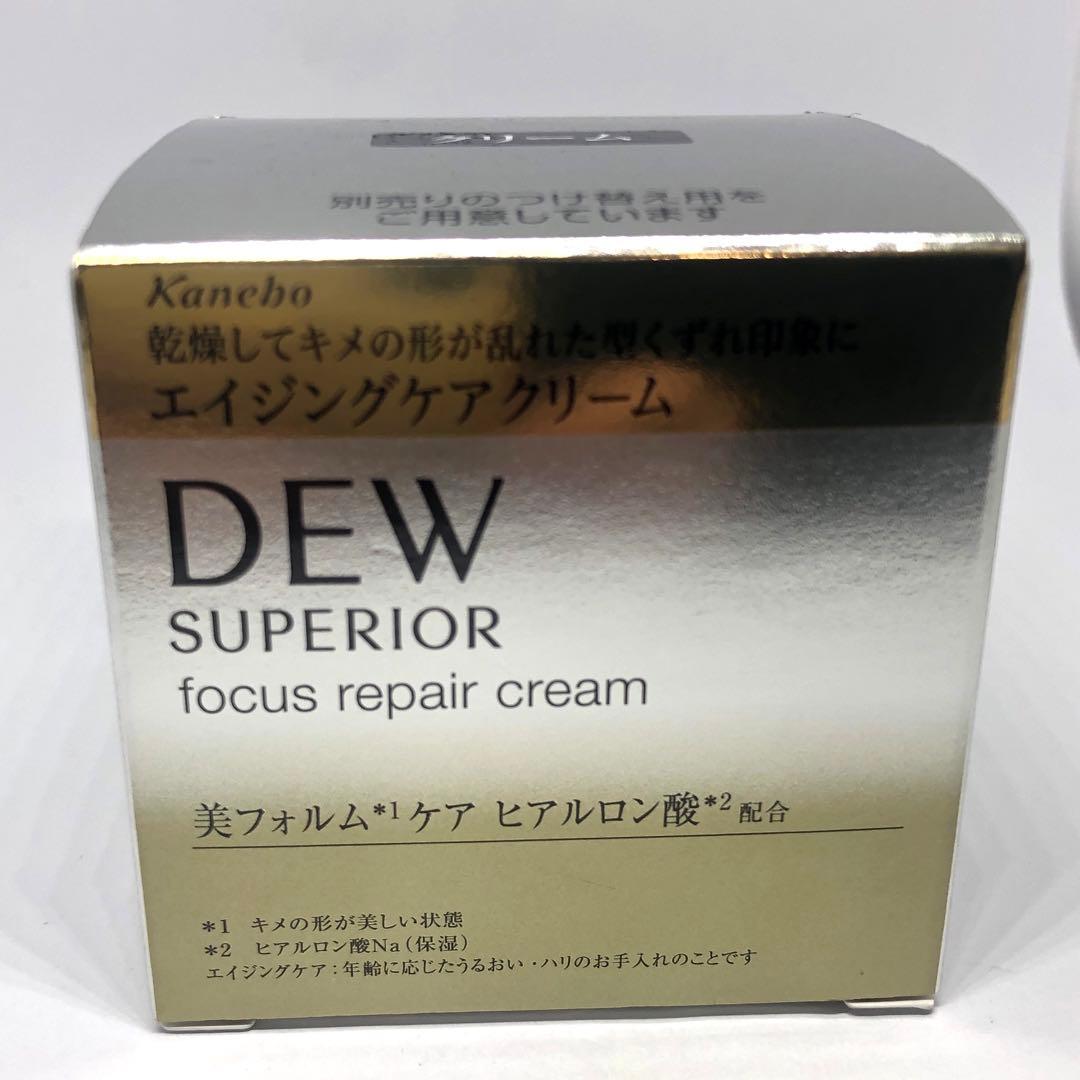 クリーム
別売りのつけ替え用を
ご用意しています
Kanebo
乾燥してキメの形が乱れた型くずれ印象に
エイジングケアクリーム
DEW
SUPERIOR
focus repair cream
美フォルム*1ケア ヒアルロン酸*2配合
*1 キメの形が美しい状態
*2 ヒアルロン酸Na(保湿)
エイジングケア:年齢に応じたうるおい・ハリのお手入れのことです